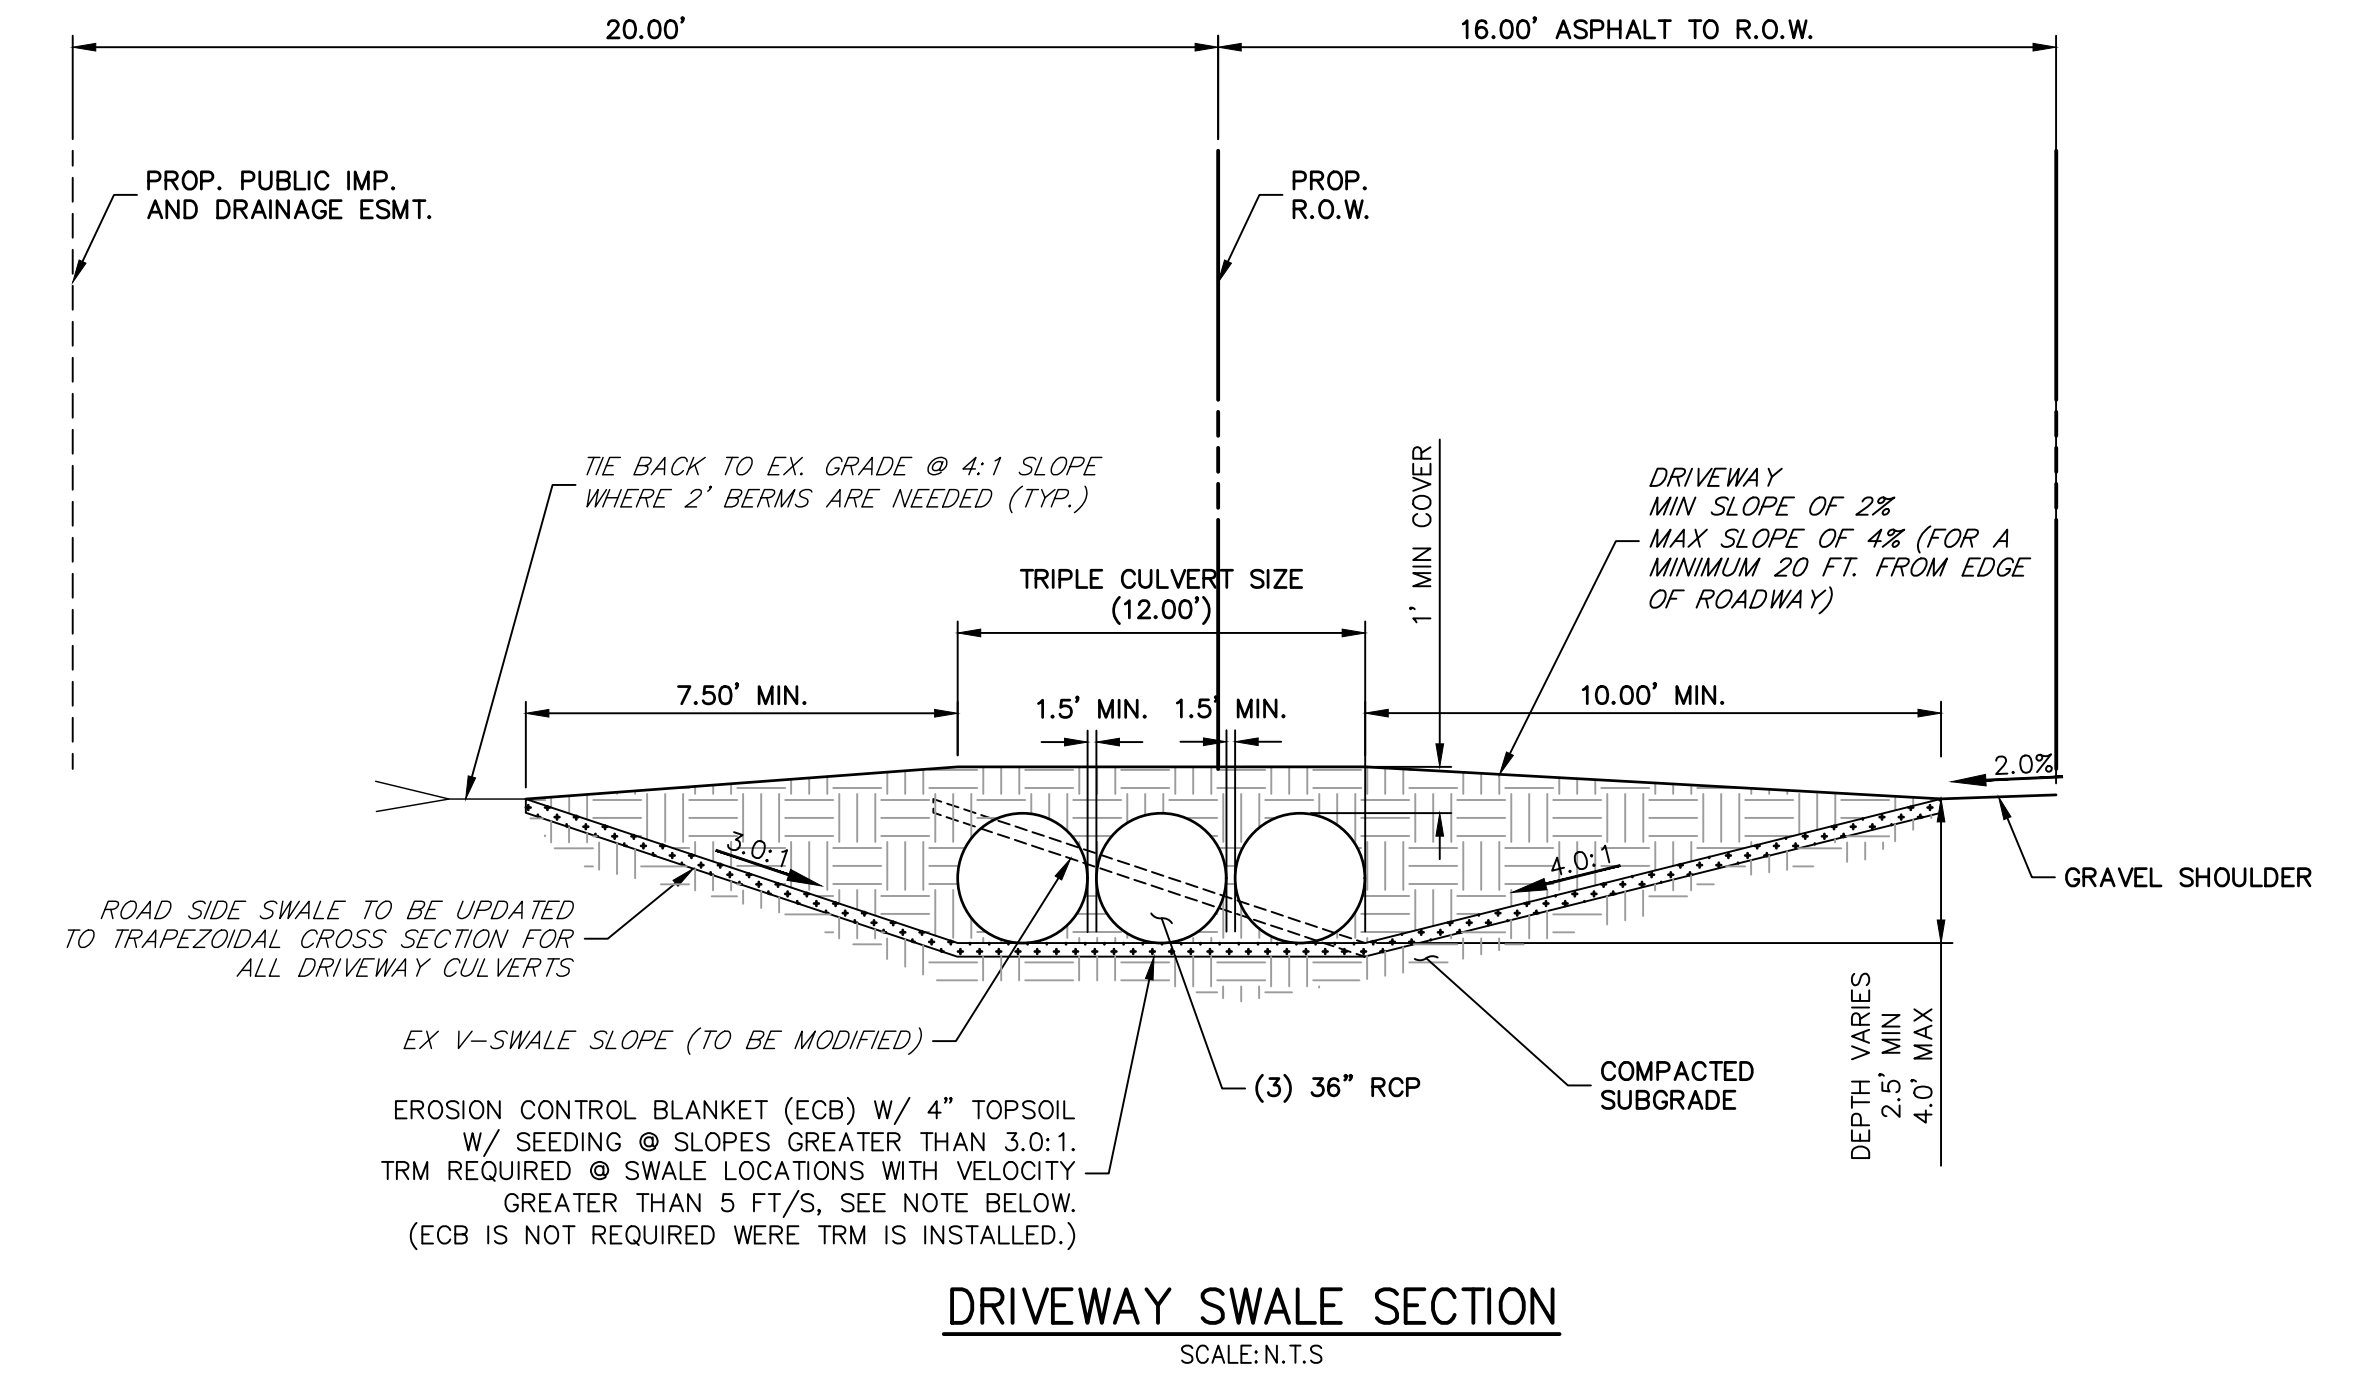 20.00'
16.00' ASPHALT TO R.O.W.
PROP. PUBLIC IMP.
AND DRAINAGE ESMT.
PROP.
R.O.W.
TIE BACK TO EX. GRADE @ 4:1 SLOPE
WHERE 2' BERMS ARE NEEDED (TYP.)
1' MIN COVER
DRIVEWAY
MIN SLOPE OF 2%
MAX SLOPE OF 4% (FOR A
MINIMUM 20 FT. FROM EDGE
OF ROADWAY)
TRIPLE CULVERT SIZE
(12.00')
7.50' MIN.
1.5' MIN.
1.5' MIN.
10.00' MIN.
2.0%
3.0:1
4.0:1
GRAVEL SHOULDER
ROAD SIDE SWALE TO BE UPDATED
TO TRAPEZOIDAL CROSS SECTION FOR
ALL DRIVEWAY CULVERTS
EX V-SWALE SLOPE (TO BE MODIFIED)
(3) 36" RCP
COMPACTED
SUBGRADE
DEPTH VARIES
2.5' MIN
4.0' MAX
EROSION CONTROL BLANKET (ECB) W/ 4" TOPSOIL
W/ SEEDING @ SLOPES GREATER THAN 3.0:1.
TRM REQUIRED @ SWALE LOCATIONS WITH VELOCITY
GREATER THAN 5 FT/S, SEE NOTE BELOW.
(ECB IS NOT REQUIRED WERE TRM IS INSTALLED.)
DRIVEWAY SWALE SECTION
SCALE: N.T.S